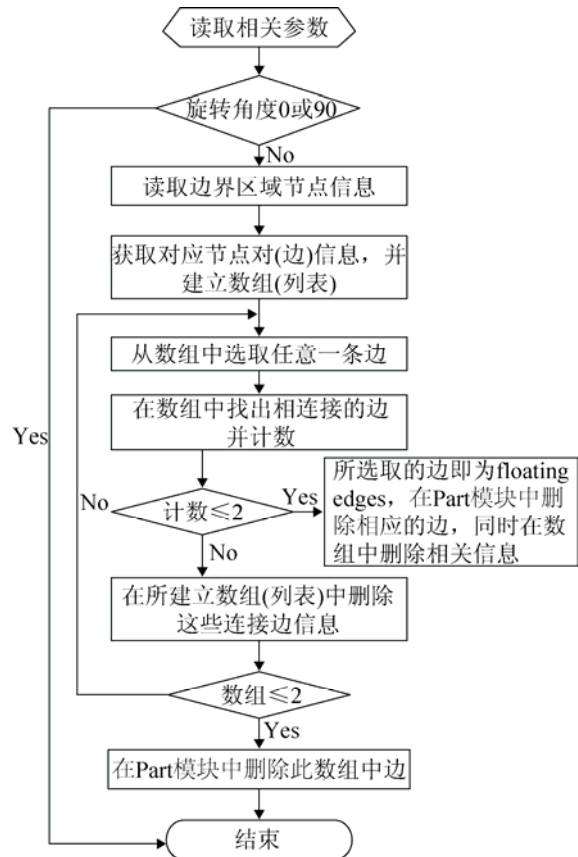 读取相关参数
旋转角度0或90
No
读取边界区域节点信息
获取对应节点对(边)信息，并
建立数组(列表)
从数组中选取任意一条边
在数组中找出相连接的边
并计数
Yes
所选取的边即为floating
edges，在Part模块中删
除相应的边，同时在数
组中删除相关信息
No
计数≤2
Yes
No
在所建立数组(列表)中删除
这些连接边信息
数组≤2
Yes
在Part模块中删除此数组中边
结束